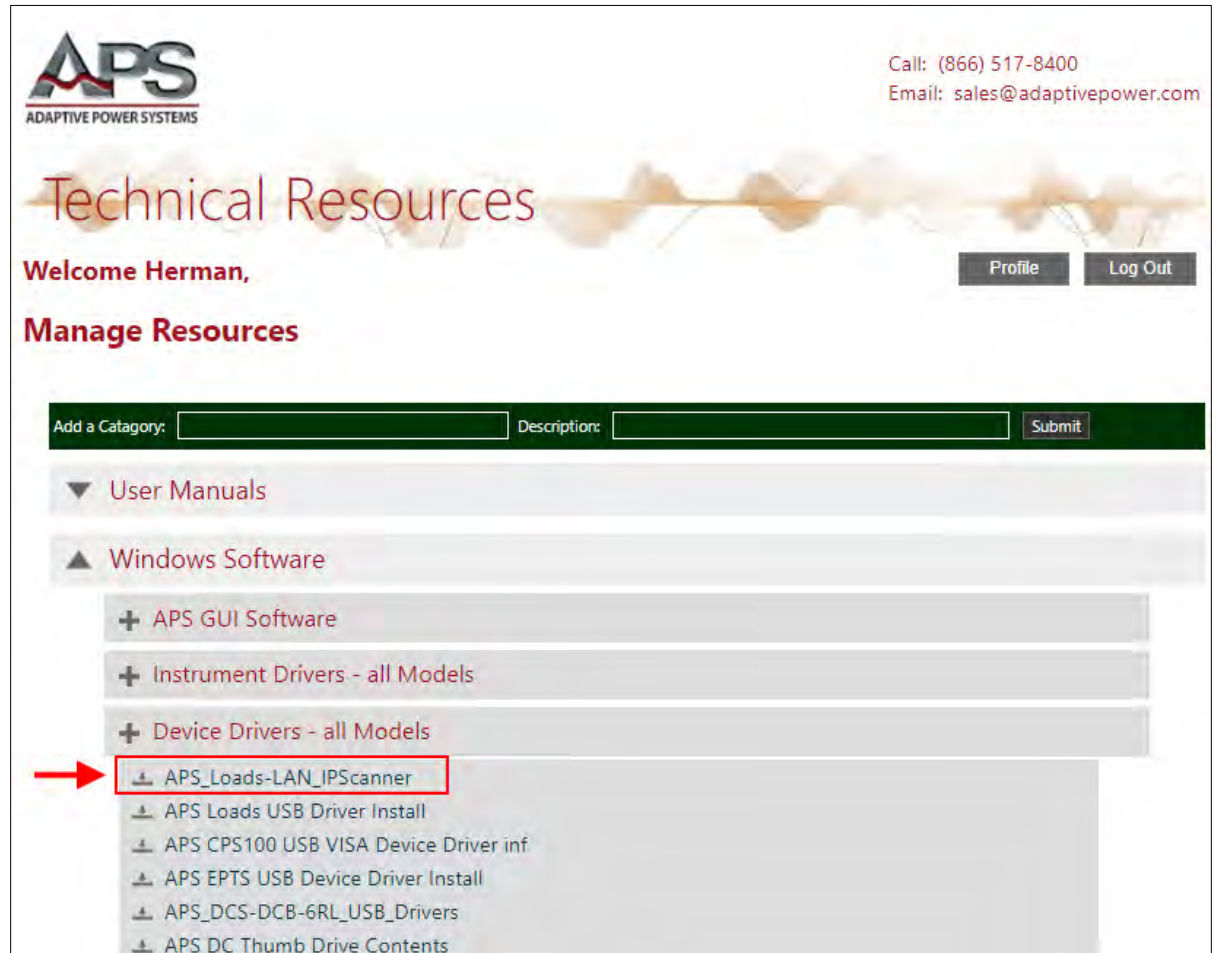 APS
ADAPTIVE POWER SYSTEMS
Call: (866) 517-8400
Email: sales@adaptivepower.com
Technical Resources
Welcome Herman,
Profile
Log Out
Manage Resources
Add a Catagory:
Description:
Submit
User Manuals
Windows Software
APS GUI Software
Instrument Drivers - all Models
Device Drivers - all Models
APS_Loads-LAN_IPScanner
APS Loads USB Driver Install
APS CPS100 USB VISA Device Driver inf
APS EPTS USB Device Driver Install
APS_DCS-DCB-6RL_USB_Drivers
APS DC Thumb Drive Contents